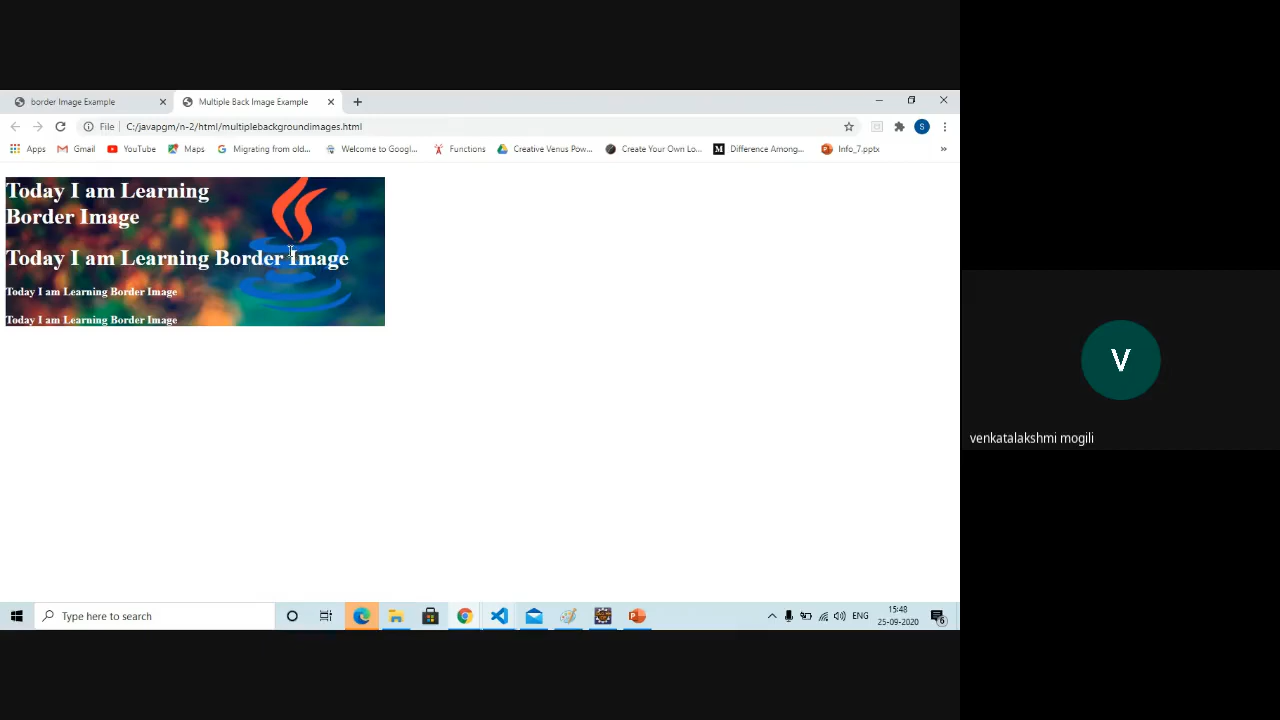 border Image Example
Multiple Back Image Example
File
C:/javapgm/n-2/html/multiplebackgroundimages.html
S
Apps
Gmail
YouTube
Maps
Migrating from old...
Welcome to Googl...
Functions
Creative Venus Pow...
Create Your Own Lo...
Difference Among...
Info_7.pptx
»
Today I am Learning
Border Image
Today I am Learning Border Image
Today I am Learning Border Image
Today I am Learning Border Image
V
venkatalakshmi mogili
Type here to search
ENG
15:48
25-09-2020
6